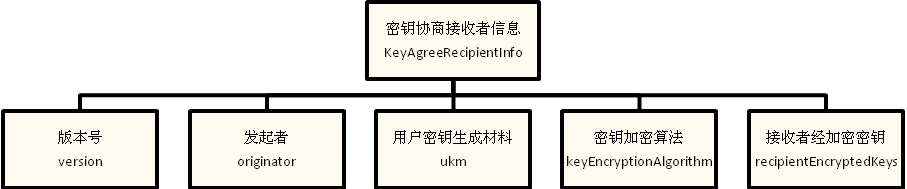 密钥协商接收者信息
KeyAgreeRecipientInfo
版本号
version
发起者
originator
用户密钥生成材料
ukm
密钥加密算法
keyEncryptionAlgorithm
接收者经加密密钥
recipientEncryptedKeys